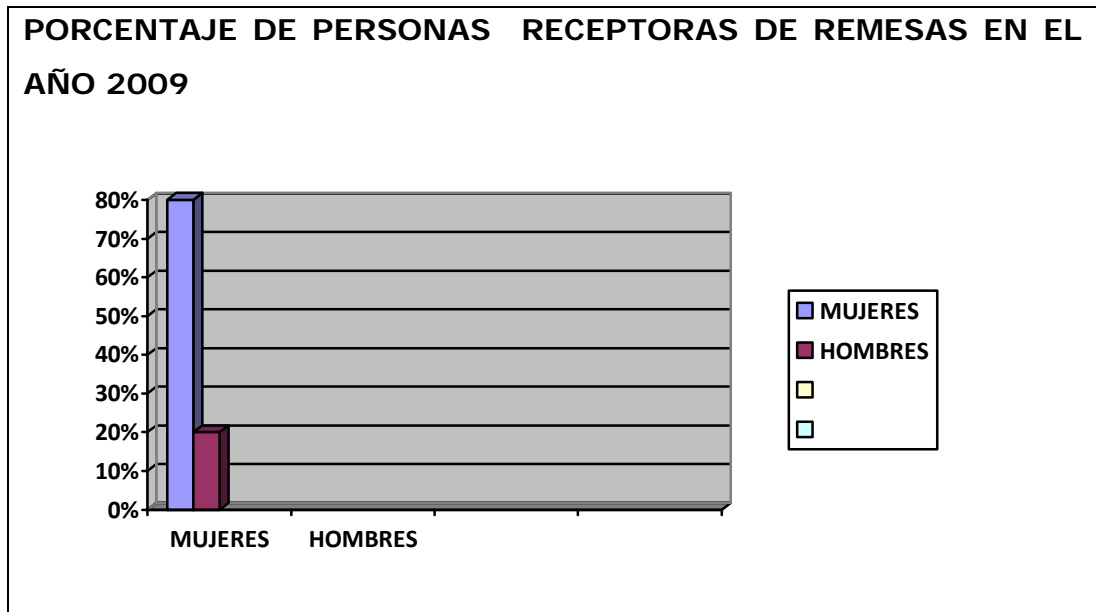 PORCENTAJE DE PERSONAS RECEPTORAS DE REMESAS EN EL
AÑO 2009
80%
70%
60%
50%
40%
30%
20%
10%
0%
MUJERES HOMBRES
MUJERES
HOMBRES